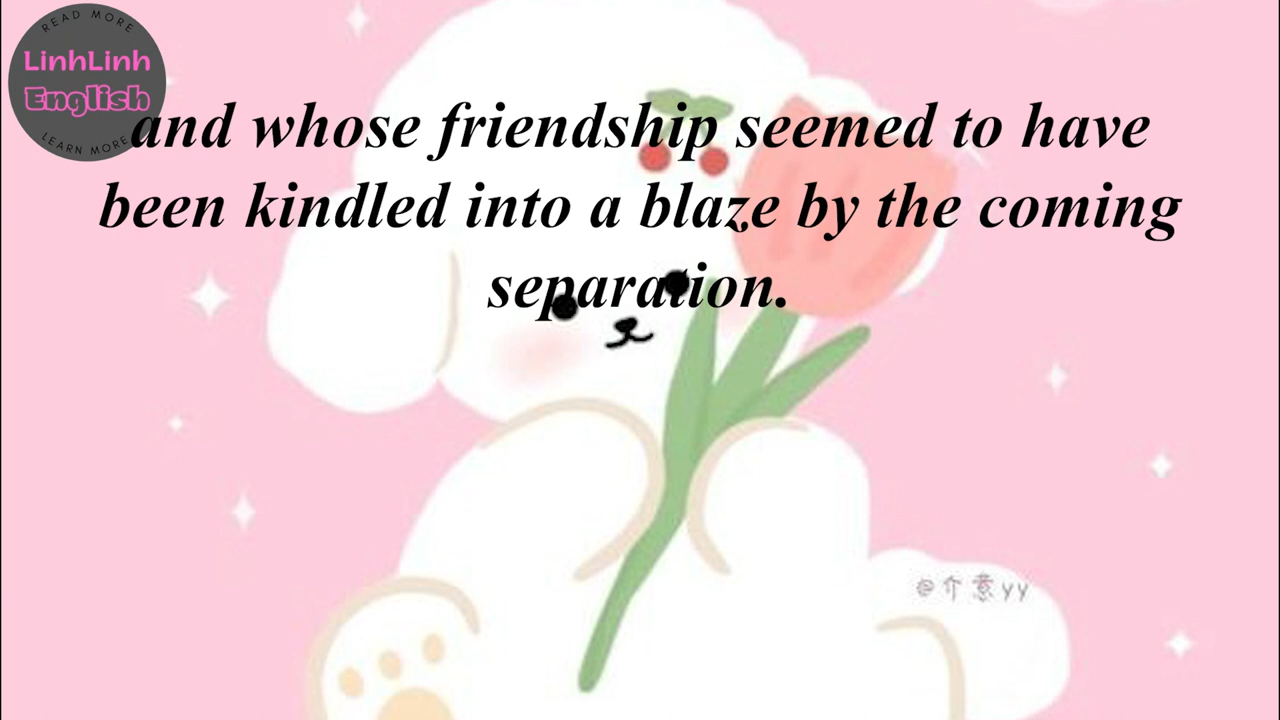 READ MORE
LinhLinh
English
LEARN MORE
and whose friendship seemed to have
been kindled into a blaze by the coming
separation.
@介意yy